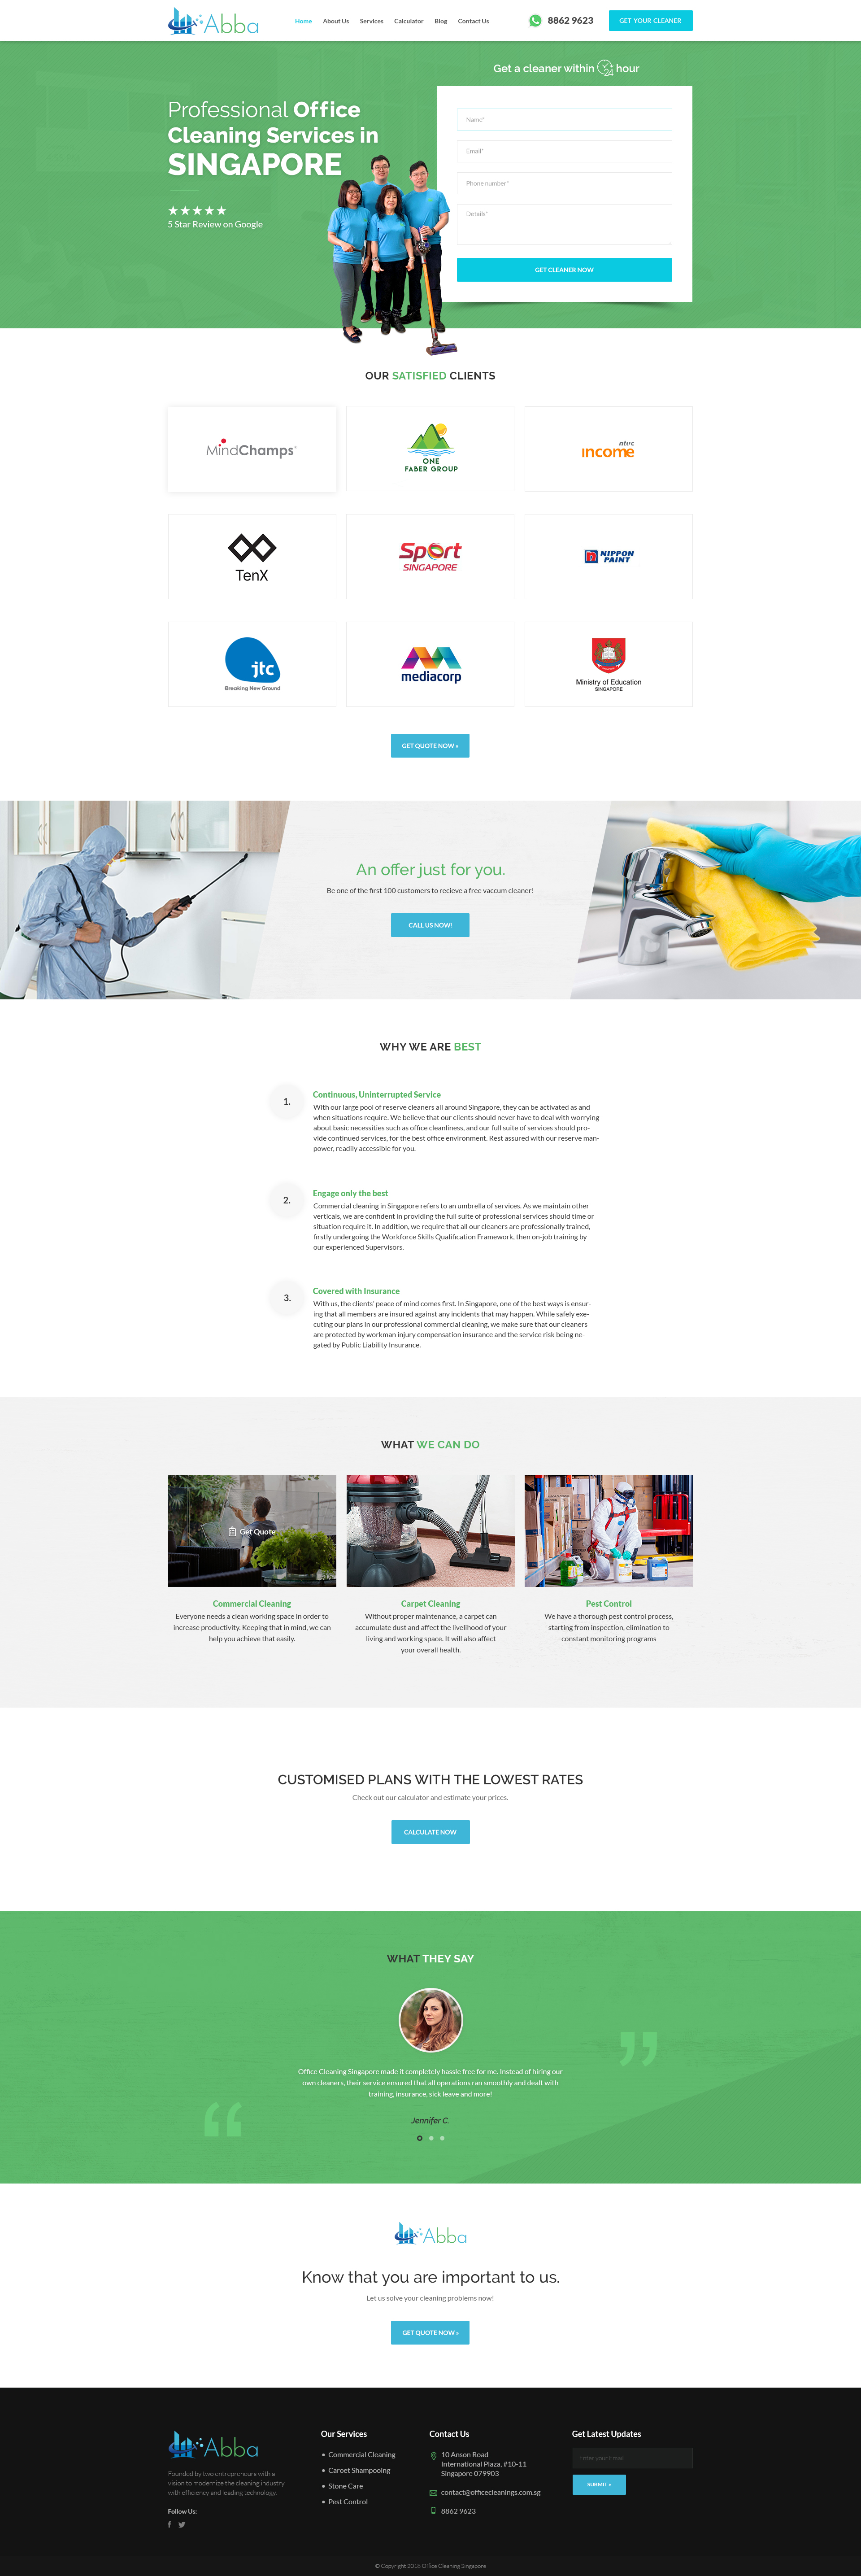 Abba
Home About Us Services Calculator Blog Contact Us
8862 9623
GET YOUR CLEANER
Professional Office
Cleaning Services in
SINGAPORE
5 Star Review on Google
Get a cleaner within hour
Name*
Email*
Phone number*
Details*
GET CLEANER NOW
OUR SATISFIED CLIENTS
MindChamps
ONE
FABER GROUP
ntuc
income
TenX
Sport
SINGAPORE
NIPPON
PAINT
jtc
Breaking New Ground
mediacorp
Ministry of Education
SINGAPORE
GET QUOTE NOW »
An offer just for you.
Be one of the first 100 customers to recieve a free vaccum cleaner!
CALL US NOW!
WHY WE ARE BEST
1.
Continuous, Uninterrupted Service
With our large pool of reserve cleaners all around Singapore, they can be activated as and
when situations require. We believe that our clients should never have to deal with worrying
about basic necessities such as office cleanliness, and our full suite of services should pro-
vide continued services, for the best office environment. Rest assured with our reserve man-
power, readily accessible for you.
2.
Engage only the best
Commercial cleaning in Singapore refers to an umbrella of services. As we maintain other
verticals, we are confident in providing the full suite of professional services should time or
situation require it. In addition, we require that all our cleaners are professionally trained,
firstly undergoing the Workforce Skills Qualification Framework, then on-job training by
our experienced Supervisors.
3.
Covered with Insurance
With us, the clients' peace of mind comes first. In Singapore, one of the best ways is ensur-
ing that all members are insured against any incidents that may happen. While safely exe-
cuting our plans in our professional commercial cleaning, we make sure that our cleaners
are protected by workman injury compensation insurance and the service risk being ne-
gated by Public Liability Insurance.
WHAT WE CAN DO
Get Quote
Commercial Cleaning
Everyone needs a clean working space in order to
increase productivity. Keeping that in mind, we can
help you achieve that easily.
Carpet Cleaning
Without proper maintenance, a carpet can
accumulate dust and affect the livelihood of your
living and working space. It will also affect
your overall health.
Pest Control
We have a thorough pest control process,
starting from inspection, elimination to
constant monitoring programs
CUSTOMISED PLANS WITH THE LOWEST RATES
Check out our calculator and estimate your prices.
CALCULATE NOW
WHAT THEY SAY
Office Cleaning Singapore made it completely hassle free for me. Instead of hiring our
own cleaners, their service ensured that all operations ran smoothly and dealt with
training, insurance, sick leave and more!
Jennifer C.
Abba
Know that you are important to us.
Let us solve your cleaning problems now!
GET QUOTE NOW »
Abba
Founded by two entrepreneurs with a
vision to modernize the cleaning industry
with efficiency and leading technology.
Follow Us:
Our Services
Commercial Cleaning
Caroet Shampooing
Stone Care
Pest Control
Contact Us
10 Anson Road
International Plaza, #10-11
Singapore 079903
contact@officecleanings.com.sg
8862 9623
Get Latest Updates
Enter your Email
SUBMIT »
© Copyright 2018 Office Cleaning Singapore